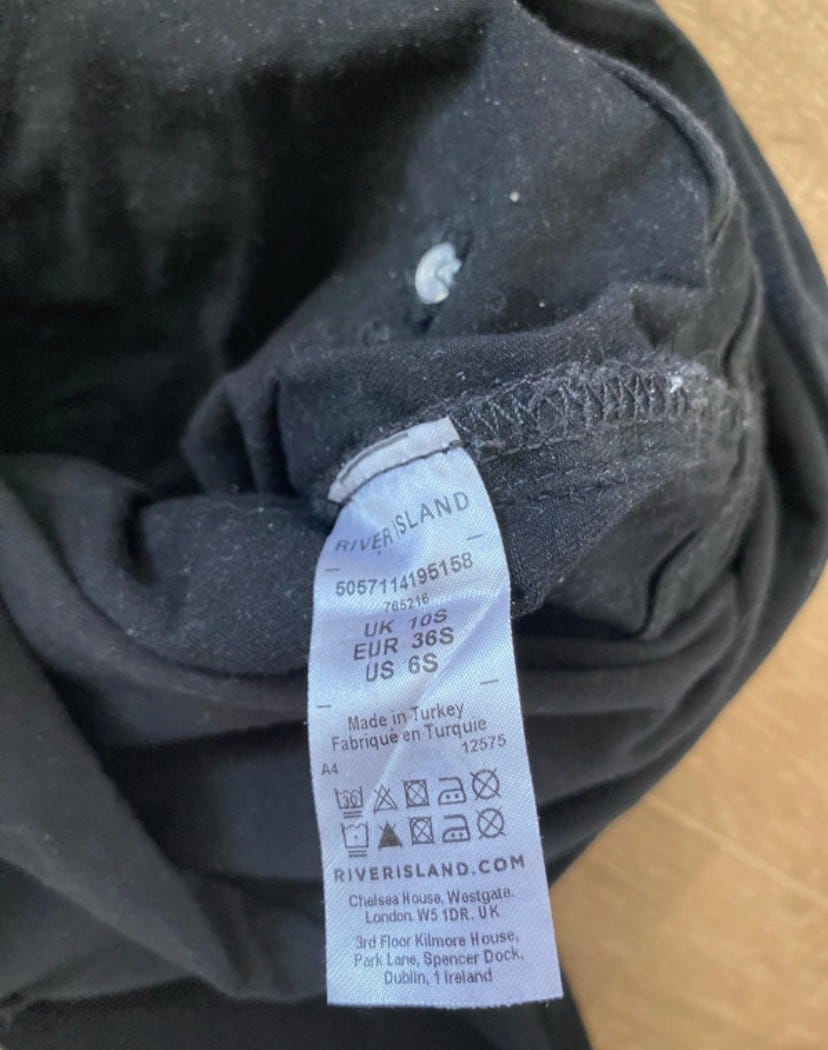 RIVER ISLAND
5057114195158
765216
UK 10S
EUR 36S
US 6S
Made in Turkey
Fabriqué en Turquie
12575
A4
30
RIVERISLAND.COM
Chelsea House, Westgate,
London. W5 1DR. UK
3rd Floor Kilmore House,
Park Lane, Spencer Dock,
Dublin, 1 Ireland